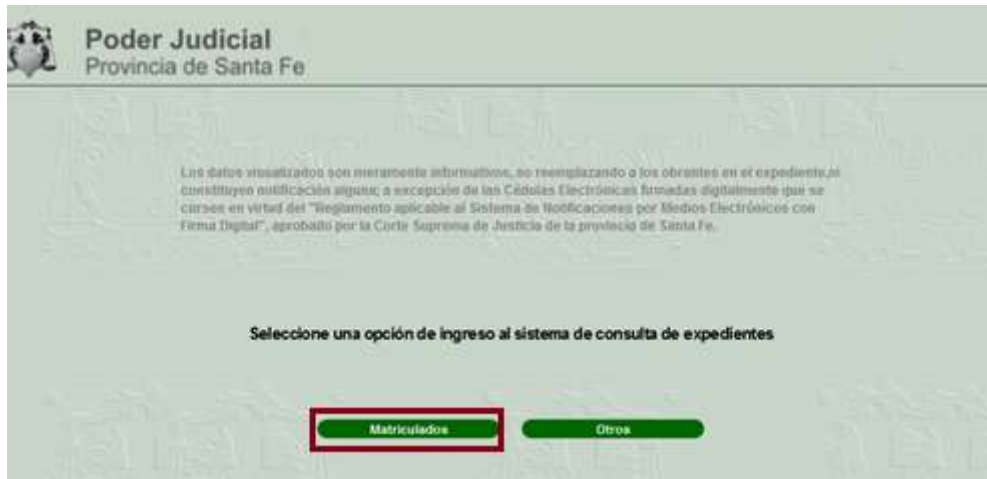 Poder Judicial
Provincia de Santa Fe
Los datos visualizados son meramente informativos, no reemplazando a los obrantes en el expediente,ni
constituyen notificación alguna; a excepción de las Cédulas Electrónicas firmadas digitalmente que se
cursen en virtud del "Reglamento aplicable al Sistema de Notificaciones por Medios Electrónicos con
Firma Digital", aprobado por la Corte Suprema de Justicia de la provincia de Santa Fe.
Seleccione una opción de ingreso al sistema de consulta de expedientes
Matriculados Otros